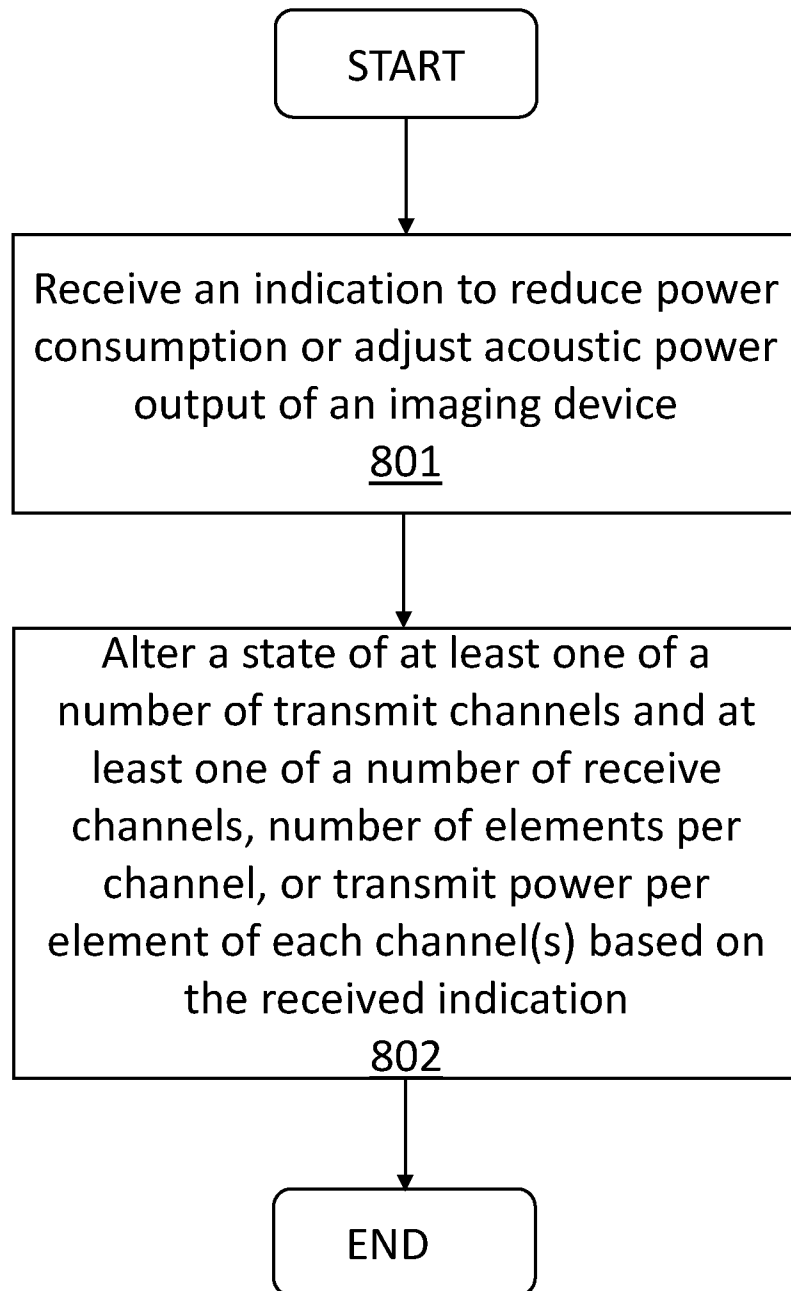 START
Receive an indication to reduce power
consumption or adjust acoustic power
output of an imaging device
801
Alter a state of at least one of a
number of transmit channels and at
least one of a number of receive
channels, number of elements per
channel, or transmit power per
element of each channel(s) based on
the received indication
802
END